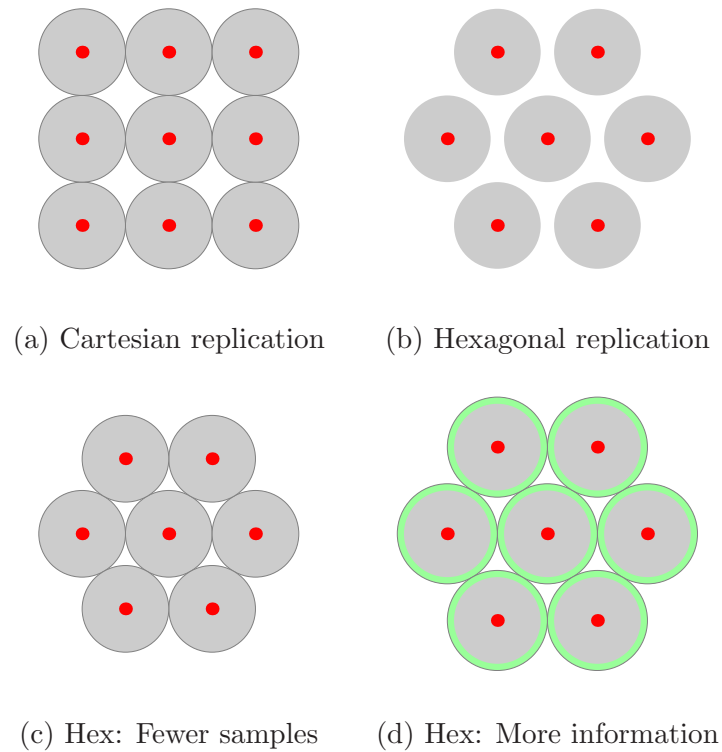 (a) Cartesian replication
(b) Hexagonal replication
(c) Hex: Fewer samples
(d) Hex: More information